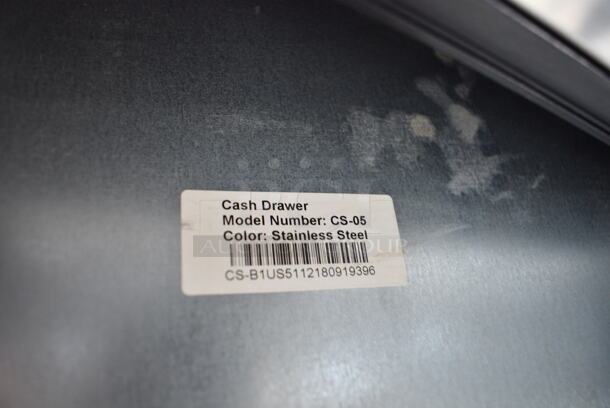 Cash Drawer
Model Number: CS-05
Color: Stainless Steel
CS-B1US5112180919396